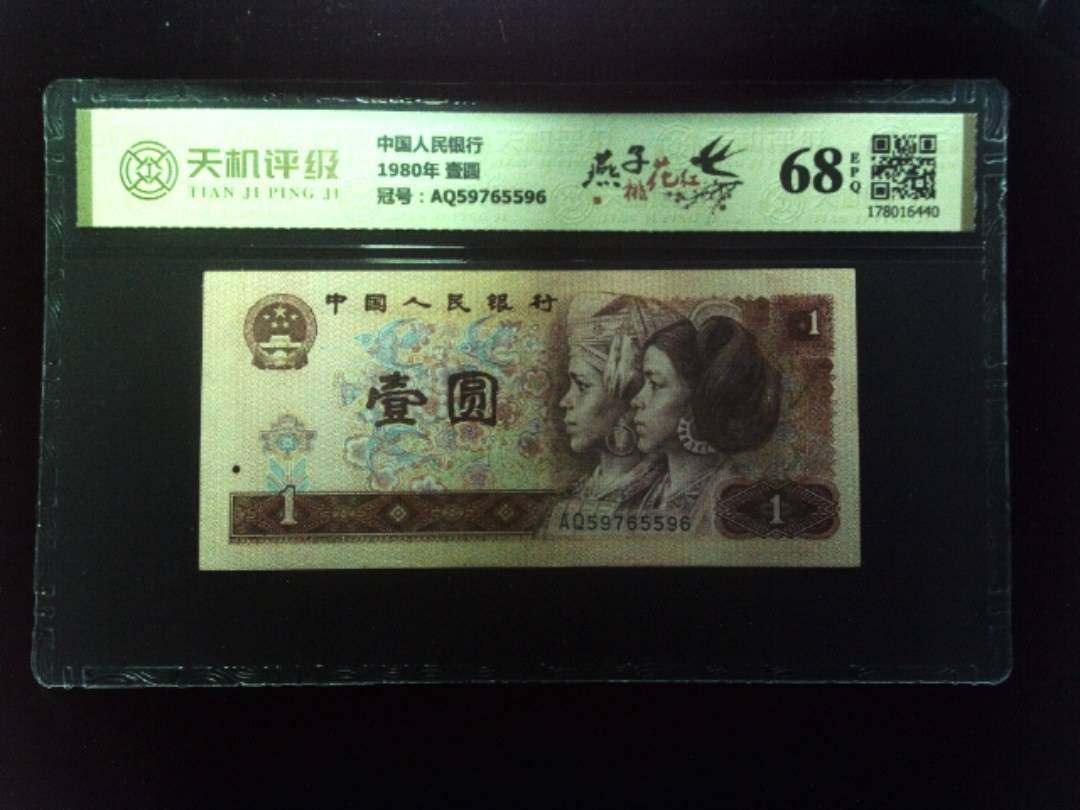 天机评级
TIAN JI PING JI
中国人民银行
1980年 壹圆
冠号：AQ59765596
燕子
桃花红
68
EPQ
178016440
中国人民银行
1
壹圆
1
AQ59765596
1